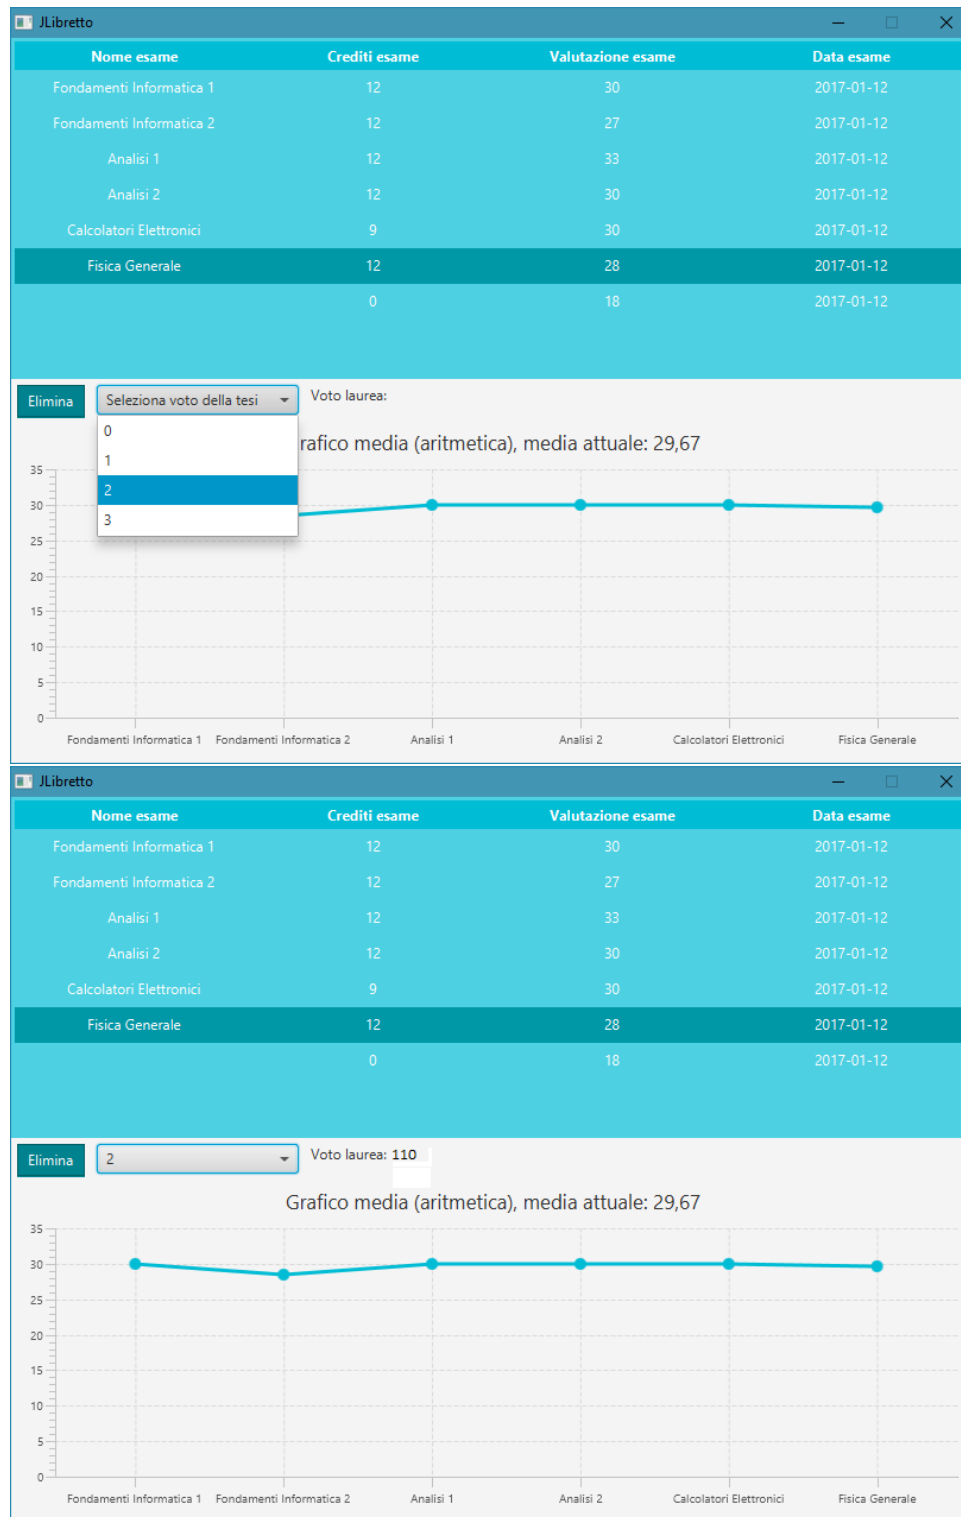 JLibretto
Nome esame Crediti esame Valutazione esame Data esame
Fondamenti Informatica 1 12 30 2017-01-12
Fondamenti Informatica 2 12 27 2017-01-12
Analisi 1 12 33 2017-01-12
Analisi 2 12 30 2017-01-12
Calcolatori Elettronici 9 30 2017-01-12
Fisica Generale 12 28 2017-01-12
0 18 2017-01-12
Elimina Seleziona voto della tesi Voto laurea:
0
1
2
3
rafico media (aritmetica), media attuale: 29,67
35
30
25
20
15
10
5
0
Fondamenti Informatica 1 Fondamenti Informatica 2 Analisi 1 Analisi 2 Calcolatori Elettronici Fisica Generale
JLibretto
Nome esame Crediti esame Valutazione esame Data esame
Fondamenti Informatica 1 12 30 2017-01-12
Fondamenti Informatica 2 12 27 2017-01-12
Analisi 1 12 33 2017-01-12
Analisi 2 12 30 2017-01-12
Calcolatori Elettronici 9 30 2017-01-12
Fisica Generale 12 28 2017-01-12
0 18 2017-01-12
Elimina 2 Voto laurea: 110
Grafico media (aritmetica), media attuale: 29,67
35
30
25
20
15
10
5
0
Fondamenti Informatica 1 Fondamenti Informatica 2 Analisi 1 Analisi 2 Calcolatori Elettronici Fisica Generale